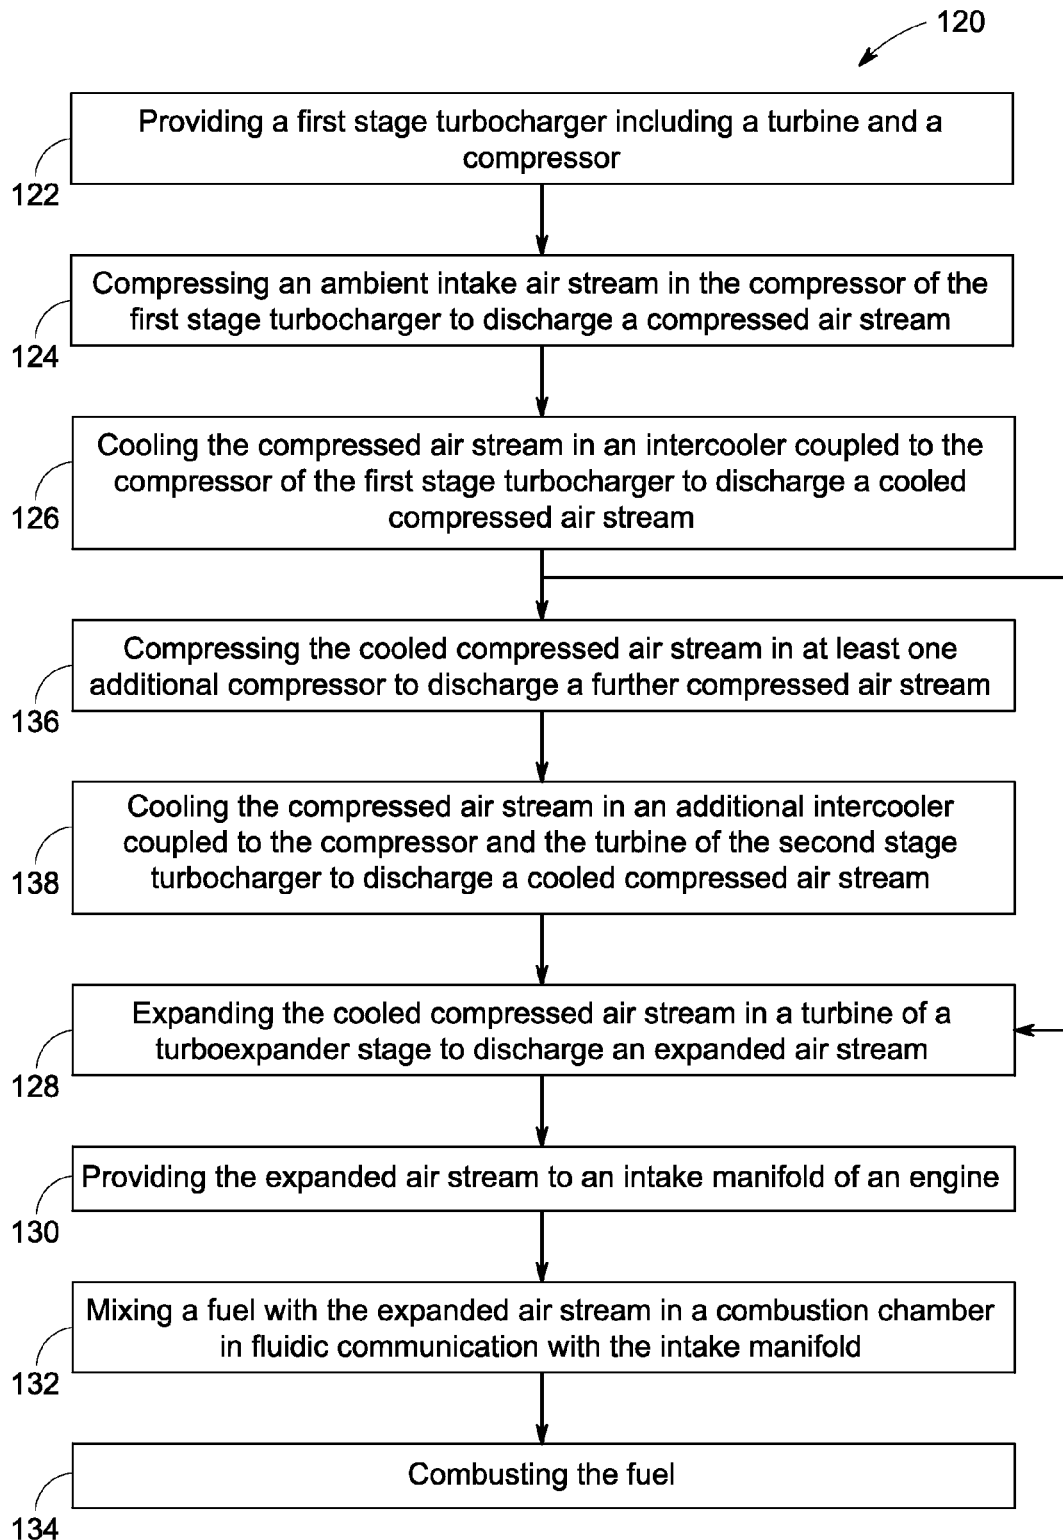 120
Providing a first stage turbocharger including a turbine and a
compressor
122
Compressing an ambient intake air stream in the compressor of the
first stage turbocharger to discharge a compressed air stream
124
Cooling the compressed air stream in an intercooler coupled to the
compressor of the first stage turbocharger to discharge a cooled
compressed air stream
126
Compressing the cooled compressed air stream in at least one
additional compressor to discharge a further compressed air stream
136
Cooling the compressed air stream in an additional intercooler
coupled to the compressor and the turbine of the second stage
turbocharger to discharge a cooled compressed air stream
138
Expanding the cooled compressed air stream in a turbine of a
turboexpander stage to discharge an expanded air stream
128
Providing the expanded air stream to an intake manifold of an engine
130
Mixing a fuel with the expanded air stream in a combustion chamber
in fluidic communication with the intake manifold
132
Combusting the fuel
134